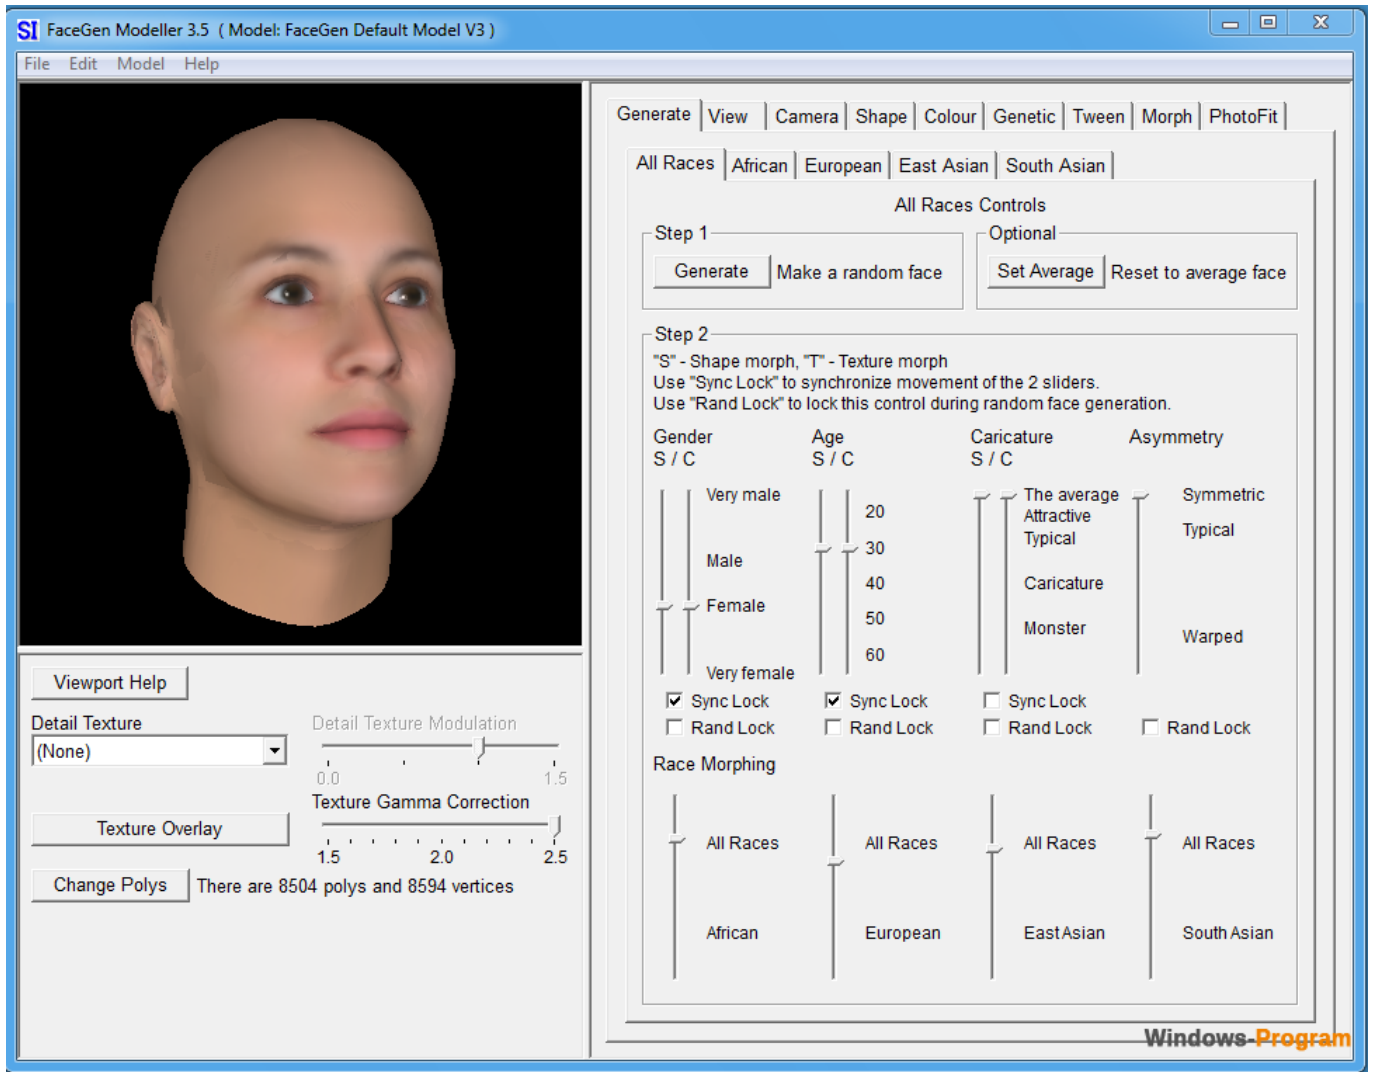 SI FaceGen Modeller 3.5 ( Model: FaceGen Default Model V3 )
File Edit Model Help
Generate View Camera Shape Colour Genetic Tween Morph PhotoFit
All Races African European East Asian South Asian
All Races Controls
Step 1
Generate Make a random face
Optional
Set Average Reset to average face
Step 2
"S" - Shape morph, "T" - Texture morph
Use "Sync Lock" to synchronize movement of the 2 sliders.
Use "Rand Lock" to lock this control during random face generation.
Gender Age Caricature Asymmetry
S / C S / C S / C
Very male
Male
Female
Very female
20
30
40
50
60
The average
Attractive
Typical
Caricature
Monster
Symmetric
Typical
Warped
Sync Lock Sync Lock Sync Lock
Rand Lock Rand Lock Rand Lock Rand Lock
Race Morphing
All Races All Races All Races All Races
African European East Asian South Asian
Viewport Help
Detail Texture
(None)
Detail Texture Modulation
0.0 1.5
Texture Gamma Correction
1.5 2.0 2.5
Texture Overlay
Change Polys There are 8504 polys and 8594 vertices
Windows-Program